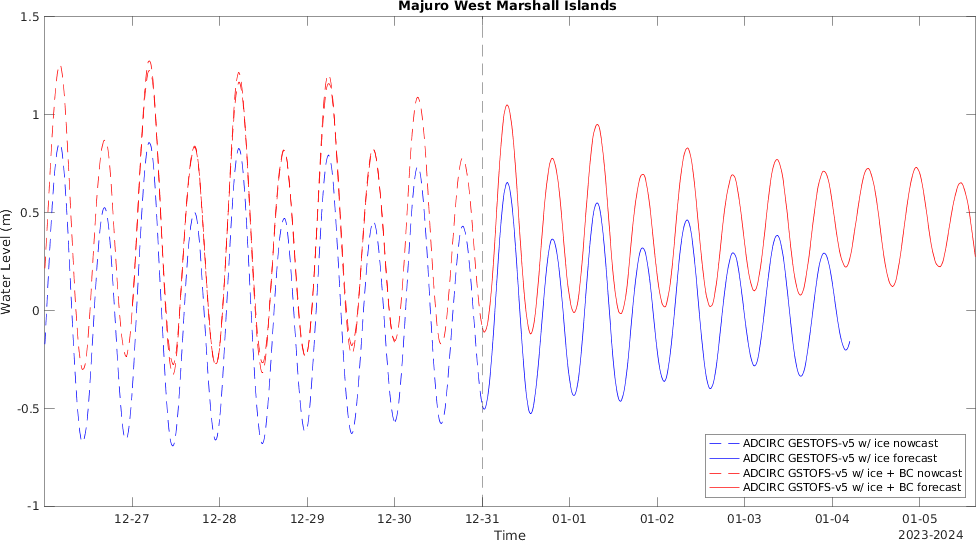 Majuro West Marshall Islands
1.5
1
0.5
0
-0.5
-1
Water Level (m)
12-27
12-28
12-29
12-30
12-31
01-01
01-02
01-03
01-04
01-05
Time
2023-2024
ADCIRC GESTOFS-v5 w/ ice nowcast
ADCIRC GESTOFS-v5 w/ ice forecast
ADCIRC GSTOFS-v5 w/ ice + BC nowcast
ADCIRC GSTOFS-v5 w/ ice + BC forecast